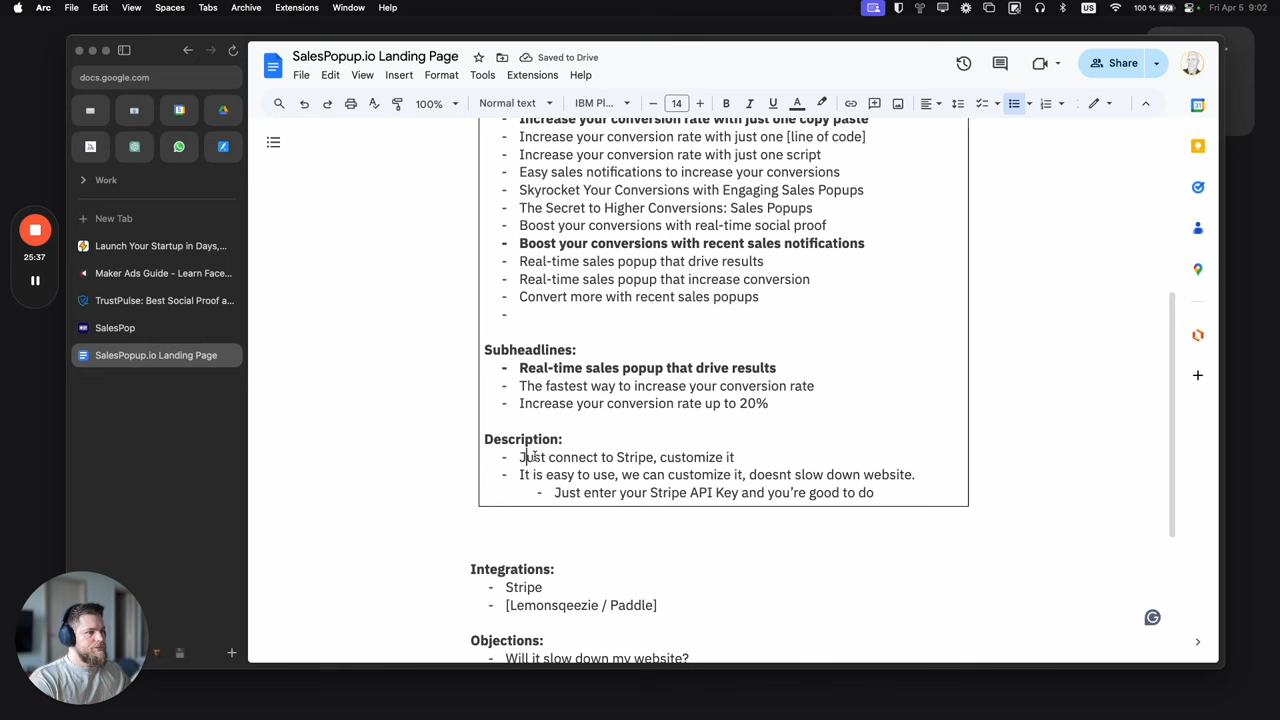 Arc File Edit View Spaces Tabs Archive Extensions Window Help
US 100 % Fri Apr 5 9:02
docs.google.com
Work
New Tab
Launch Your Startup in Days,...
Maker Ads Guide - Learn Face...
TrustPulse: Best Social Proof a...
SalesPop
SalesPopup.io Landing Page
25:37
SalesPopup.io Landing Page
Saved to Drive
File Edit View Insert Format Tools Extensions Help
Share
100% Normal text IBM Pl... 14 B I U A
- Increase your conversion rate with just one copy paste
- Increase your conversion rate with just one [line of code]
- Increase your conversion rate with just one script
- Easy sales notifications to increase your conversions
- Skyrocket Your Conversions with Engaging Sales Popups
- The Secret to Higher Conversions: Sales Popups
- Boost your conversions with real-time social proof
- Boost your conversions with recent sales notifications
- Real-time sales popup that drive results
- Real-time sales popup that increase conversion
- Convert more with recent sales popups
-
Subheadlines:
- Real-time sales popup that drive results
- The fastest way to increase your conversion rate
- Increase your conversion rate up to 20%
Description:
- Just connect to Stripe, customize it
- It is easy to use, we can customize it, doesnt slow down website.
- Just enter your Stripe API Key and you’re good to do
Integrations:
- Stripe
- [Lemonsqeezie / Paddle]
Objections:
- Will it slow down my website?